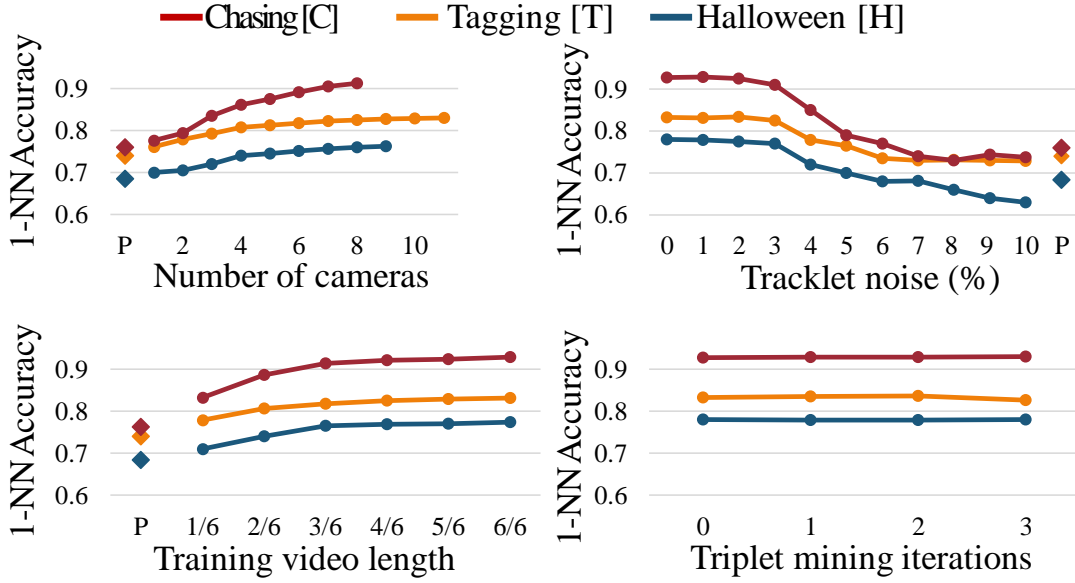 Chasing [C] Tagging [T] Halloween [H]
1-NN Accuracy
0.9
0.8
0.7
0.6
P 2 4 6 8 10
Number of cameras
1-NN Accuracy
0.9
0.8
0.7
0.6
0 1 2 3 4 5 6 7 8 9 10 P
Tracklet noise (%)
1-NN Accuracy
0.9
0.8
0.7
0.6
P 1/6 2/6 3/6 4/6 5/6 6/6
Training video length
1-NN Accuracy
0.9
0.8
0.7
0.6
0 1 2 3
Triplet mining iterations